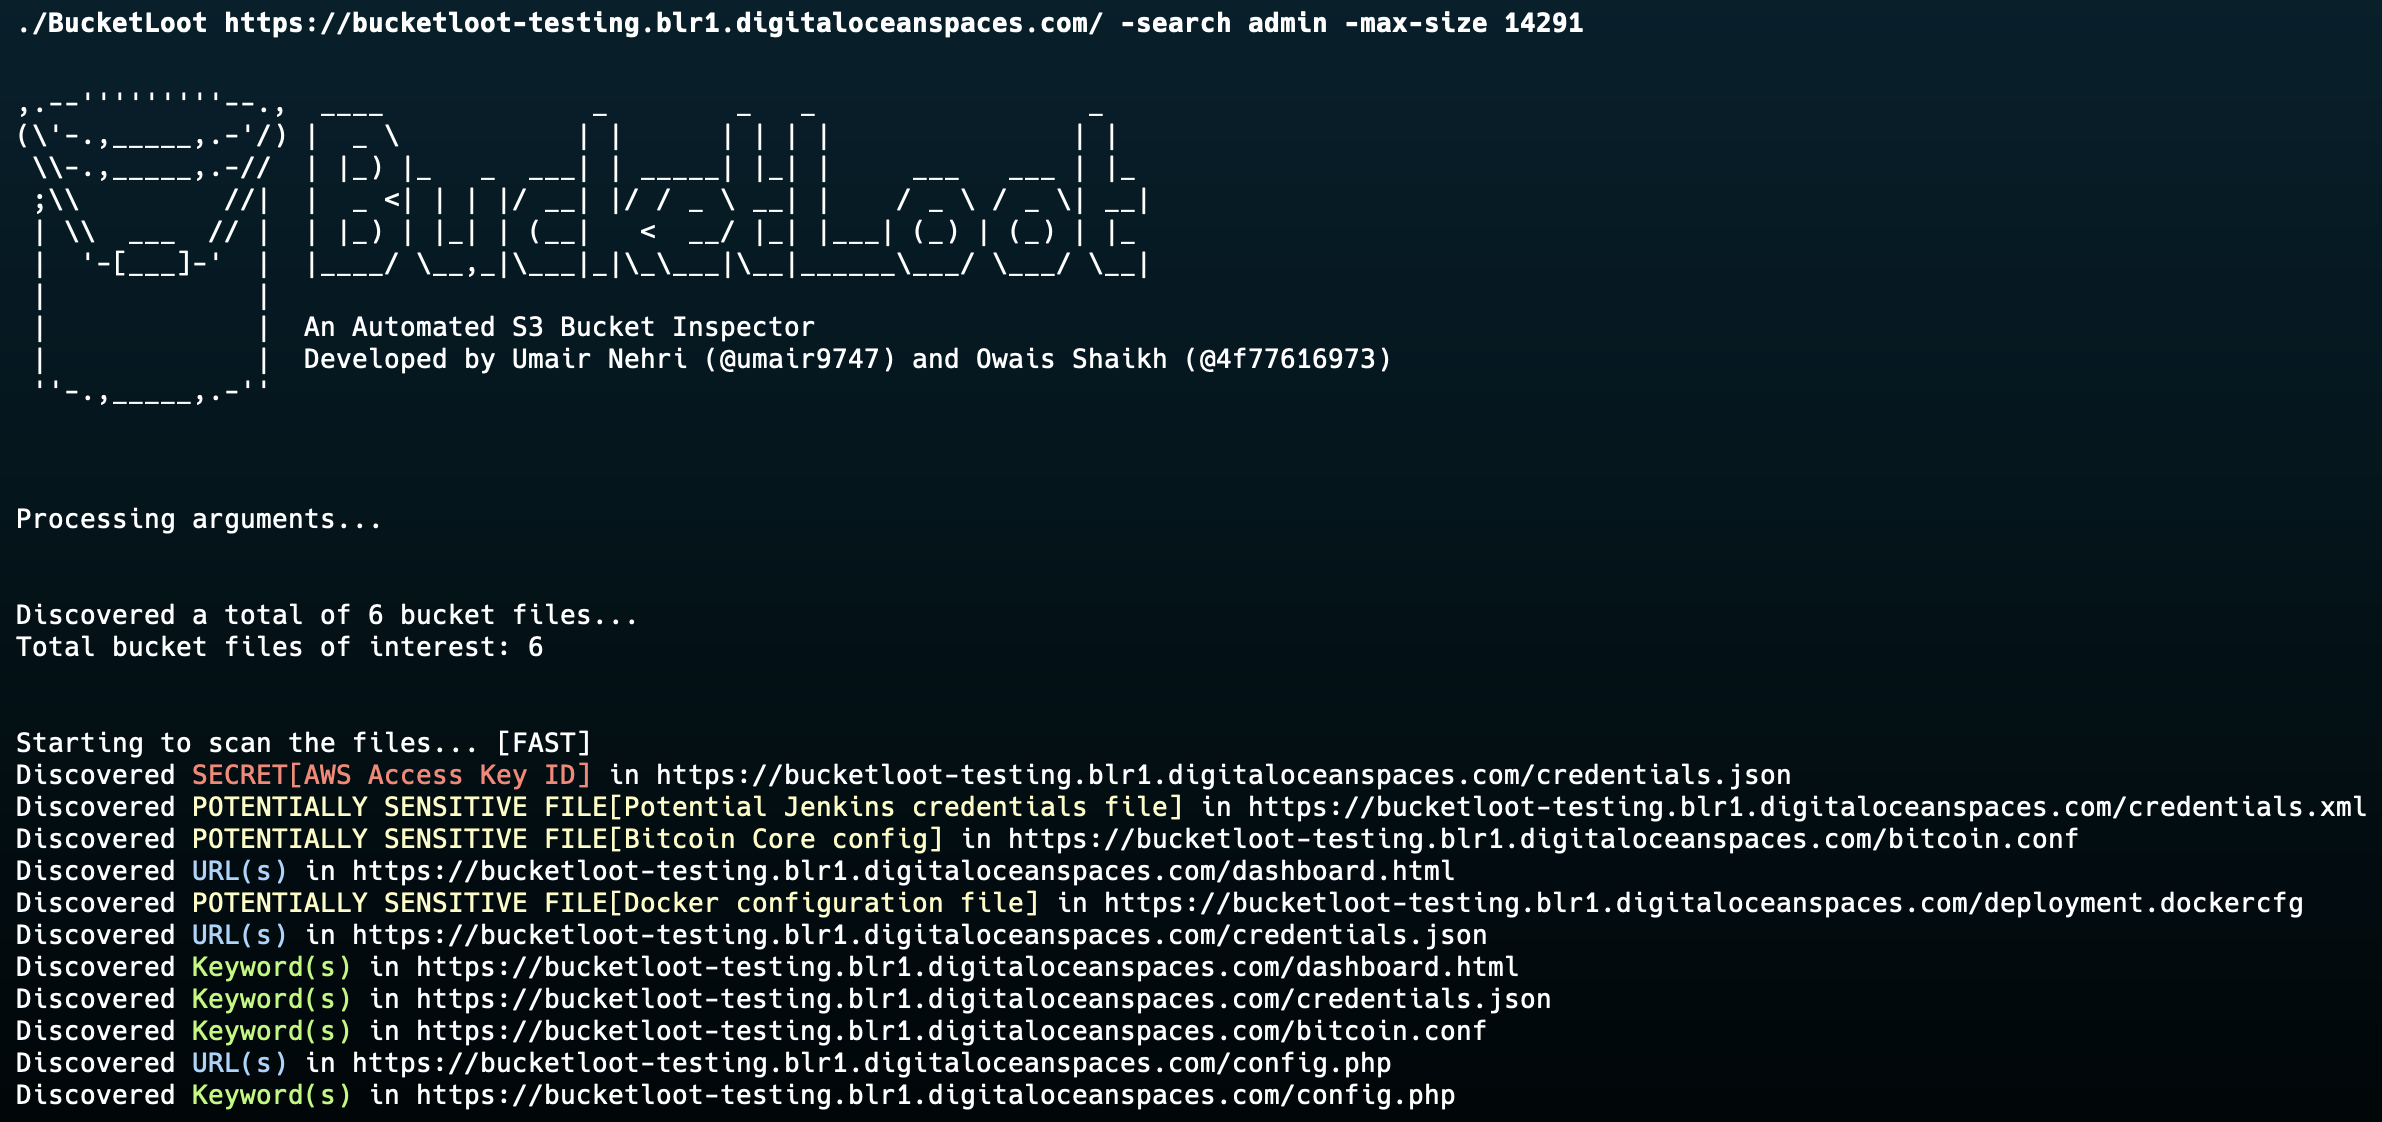 ./BucketLoot https://bucketloot-testing.blr1.digitaloceanspaces.com/ -search admin -max-size 14291
BucketLoot
An Automated S3 Bucket Inspector
Developed by Umair Nehri (@umair9747) and Owais Shaikh (@4f77616973)
Processing arguments...
Discovered a total of 6 bucket files...
Total bucket files of interest: 6
Starting to scan the files... [FAST]
Discovered SECRET[AWS Access Key ID] in https://bucketloot-testing.blr1.digitaloceanspaces.com/credentials.json
Discovered POTENTIALLY SENSITIVE FILE[Potential Jenkins credentials file] in https://bucketloot-testing.blr1.digitaloceanspaces.com/credentials.xml
Discovered POTENTIALLY SENSITIVE FILE[Bitcoin Core config] in https://bucketloot-testing.blr1.digitaloceanspaces.com/bitcoin.conf
Discovered URL(s) in https://bucketloot-testing.blr1.digitaloceanspaces.com/dashboard.html
Discovered POTENTIALLY SENSITIVE FILE[Docker configuration file] in https://bucketloot-testing.blr1.digitaloceanspaces.com/deployment.dockercfg
Discovered URL(s) in https://bucketloot-testing.blr1.digitaloceanspaces.com/credentials.json
Discovered Keyword(s) in https://bucketloot-testing.blr1.digitaloceanspaces.com/dashboard.html
Discovered Keyword(s) in https://bucketloot-testing.blr1.digitaloceanspaces.com/credentials.json
Discovered Keyword(s) in https://bucketloot-testing.blr1.digitaloceanspaces.com/bitcoin.conf
Discovered URL(s) in https://bucketloot-testing.blr1.digitaloceanspaces.com/config.php
Discovered Keyword(s) in https://bucketloot-testing.blr1.digitaloceanspaces.com/config.php